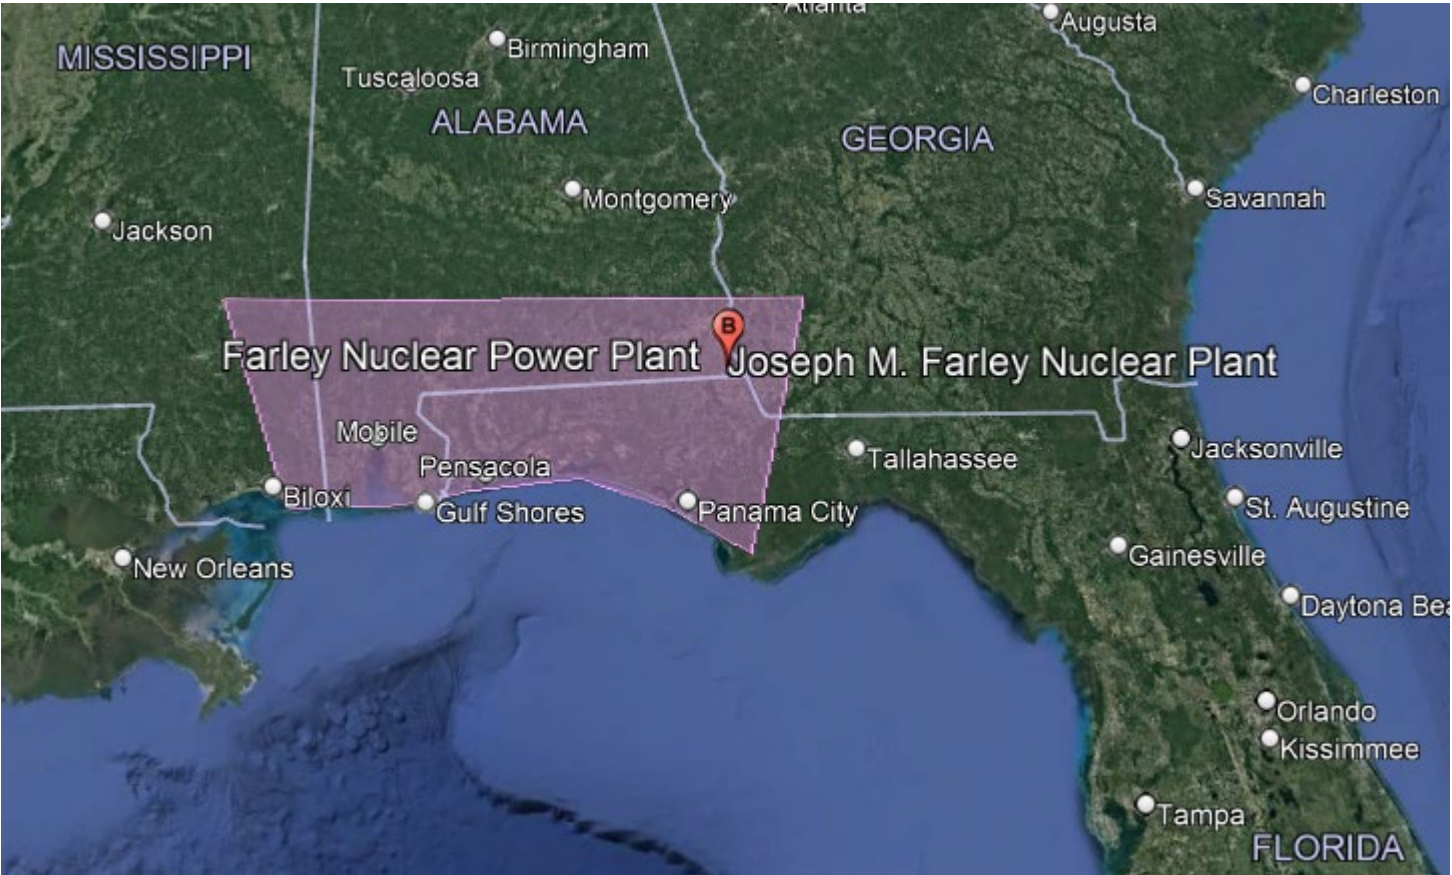 Atlanta
Augusta
Birmingham
MISSISSIPPI
Tuscaloosa
Charleston
ALABAMA
GEORGIA
Montgomery
Savannah
Jackson
B
Farley Nuclear Power Plant
Joseph M. Farley Nuclear Plant
Mobile
Jacksonville
Tallahassee
Pensacola
Biloxi
St. Augustine
Gulf Shores
Panama City
Gainesville
New Orleans
Daytona Bea
Orlando
Kissimmee
Tampa
FLORIDA